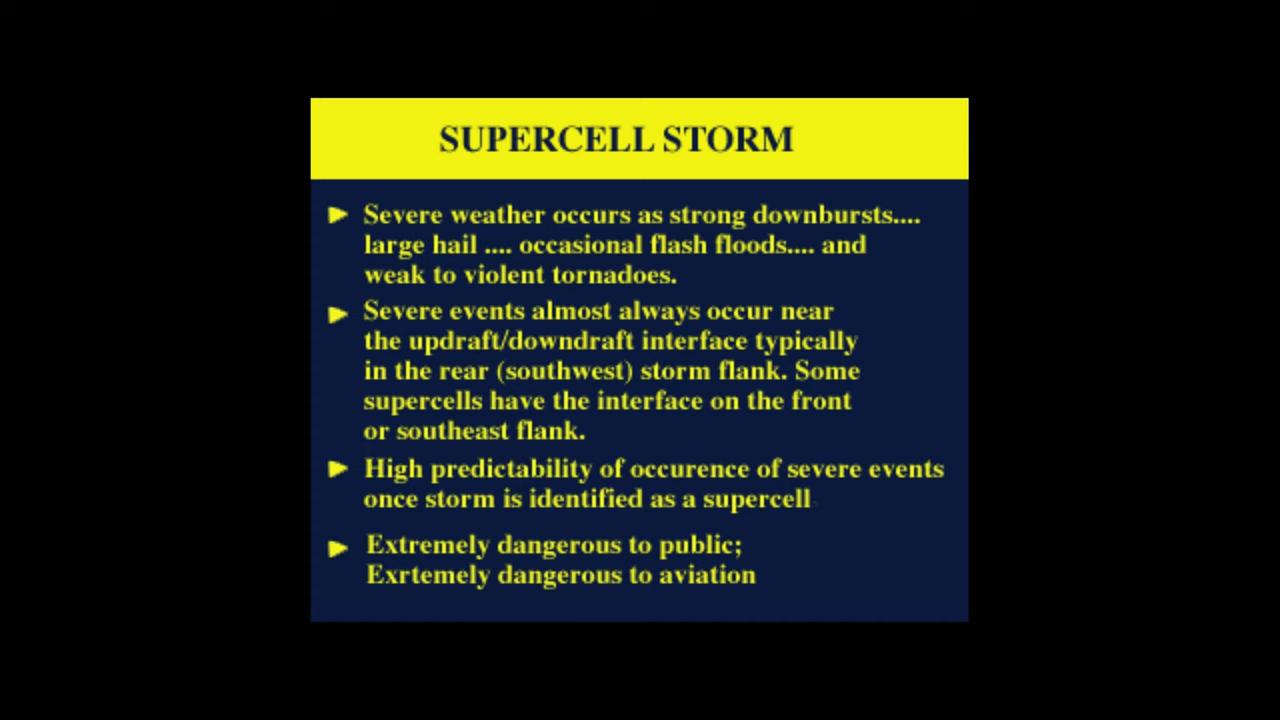 SUPERCELL STORM
Severe weather occurs as strong downbursts....
large hail .... occasional flash floods.... and
weak to violent tornadoes.
Severe events almost always occur near
the updraft/downdraft interface typically
in the rear (southwest) storm flank. Some
supercells have the interface on the front
or southeast flank.
High predictability of occurence of severe events
once storm is identified as a supercell
Extremely dangerous to public;
Exrtemely dangerous to aviation